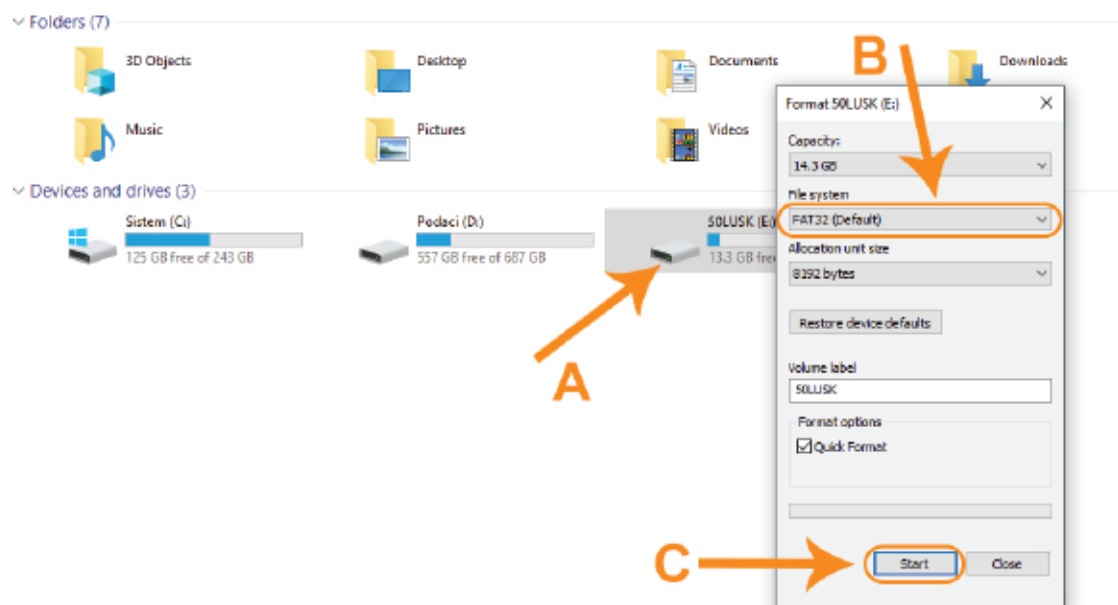 Folders (7)
3D Objects
Desktop
Documents
Downloads
Music
Pictures
Videos
Devices and drives (3)
Sistem (C:)
125 GB free of 243 GB
Podaci (D:)
557 GB free of 687 GB
50LUSK (E:)
13.3 GB free
A
B
C
Format 50LUSK (E:)
Capacity:
14.3 GB
File system
FAT32 (Default)
Allocation unit size
8192 bytes
Restore device defaults
Volume label
50LUSK
Format options
Quick Format
Start
Close